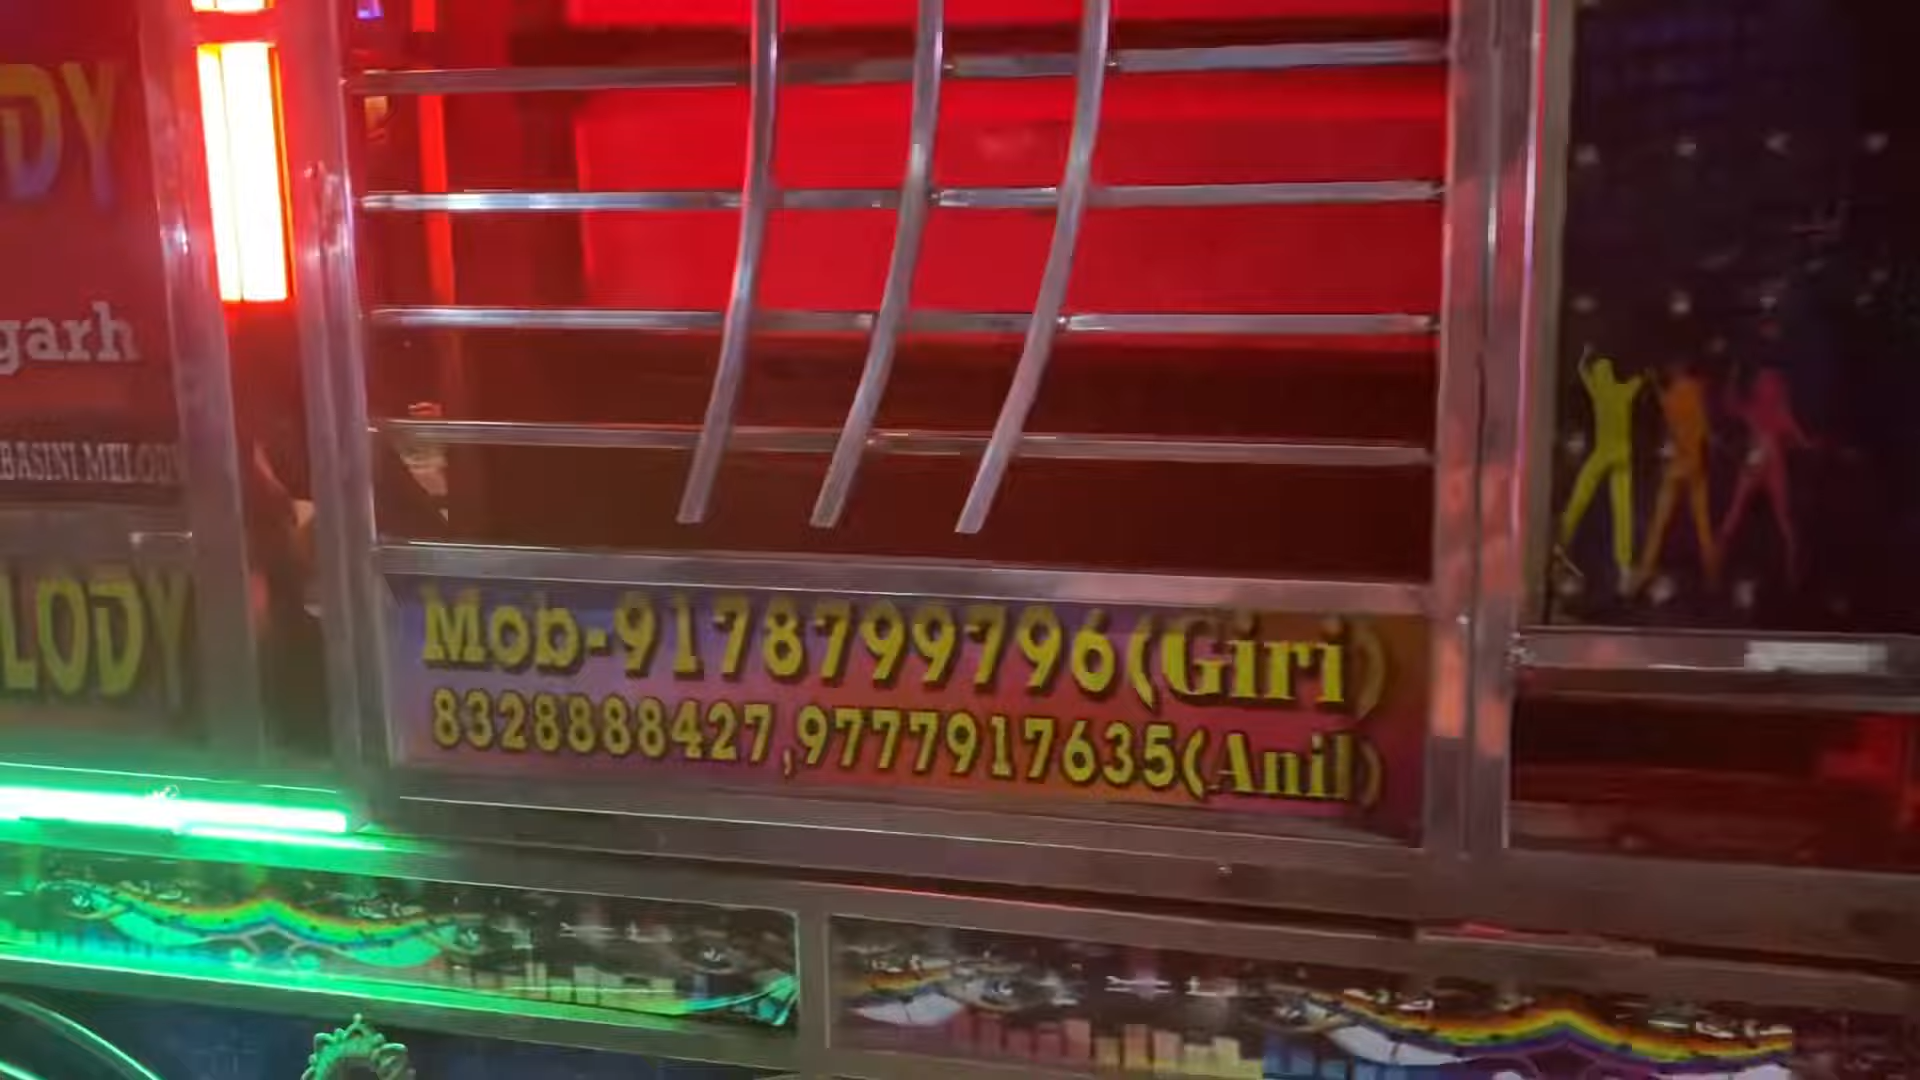 DY
garh
BASINI MELODY
LODY
Mob-9178799796(Giri)
8328888427,9777917635(Anil)